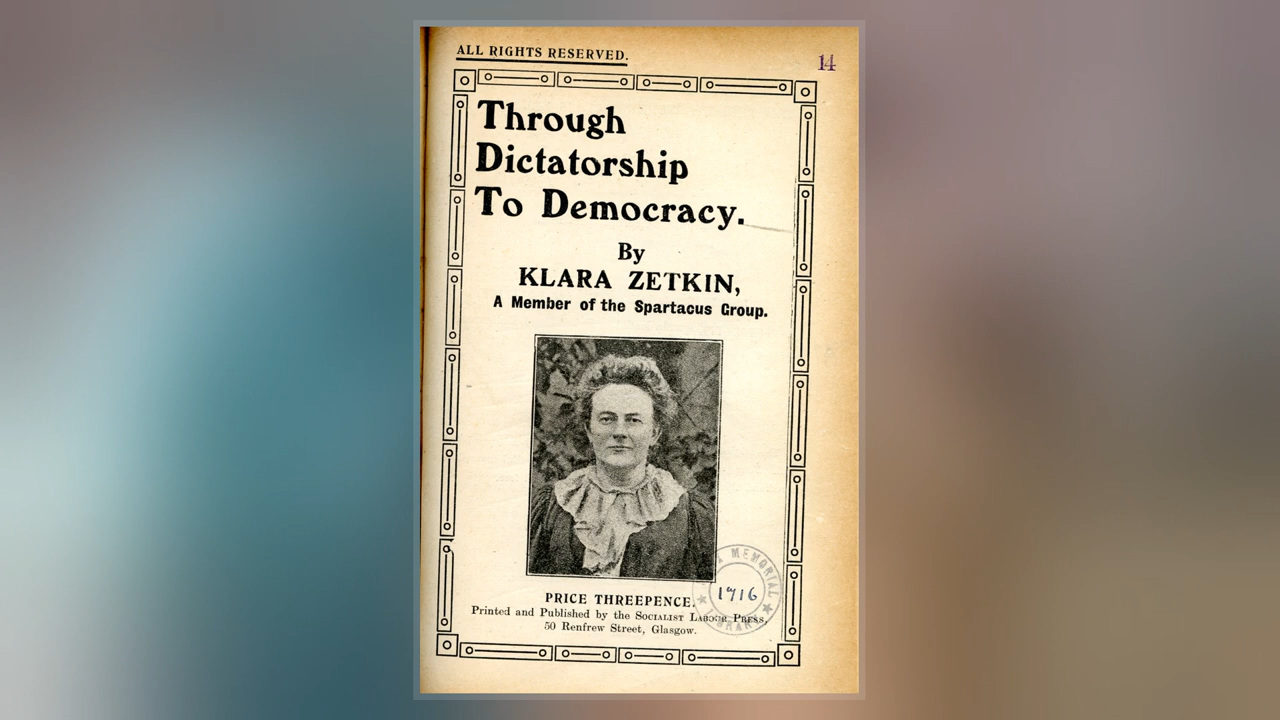 ALL RIGHTS RESERVED.
14
Through
Dictatorship
To Democracy.
By
KLARA ZETKIN,
A Member of the Spartacus Group.
MEMORIAL
1916
PRICE THREEPENCE.
Printed and Published by the SOCIALIST LABOUR PRESS,
50 Renfrew Street, Glasgow.